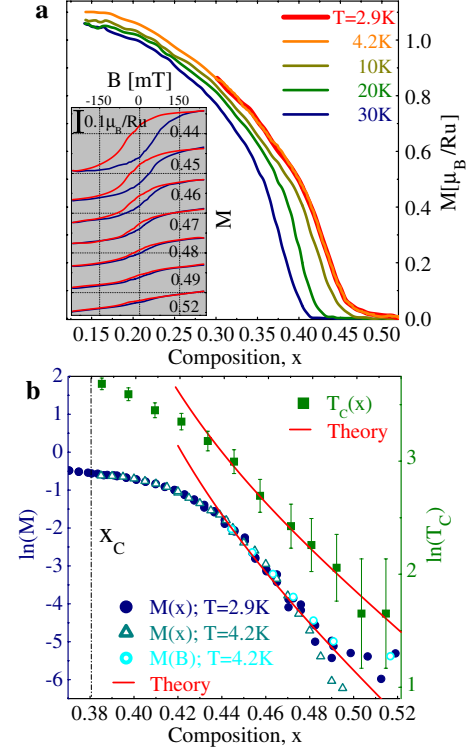 a
T=2.9K
4.2K
10K
20K
30K
B [mT]
-150 0 150
0.1μ_B/Ru
0.44
0.45
0.46
0.47
0.48
0.49
0.52
M
1.0
0.8
0.6
0.4
0.2
0.0
M[μ_B/Ru]
0.15 0.20 0.25 0.30 0.35 0.40 0.45 0.50
Composition, x
b
2
1
0
-1
-2
-3
-4
-5
-6
ln(M)
T_C(x)
Theory
x_C
M(x); T=2.9K
M(x); T=4.2K
M(B); T=4.2K
Theory
3
2
1
ln(T_C)
0.38 0.40 0.42 0.44 0.46 0.48 0.50 0.52
Composition, x